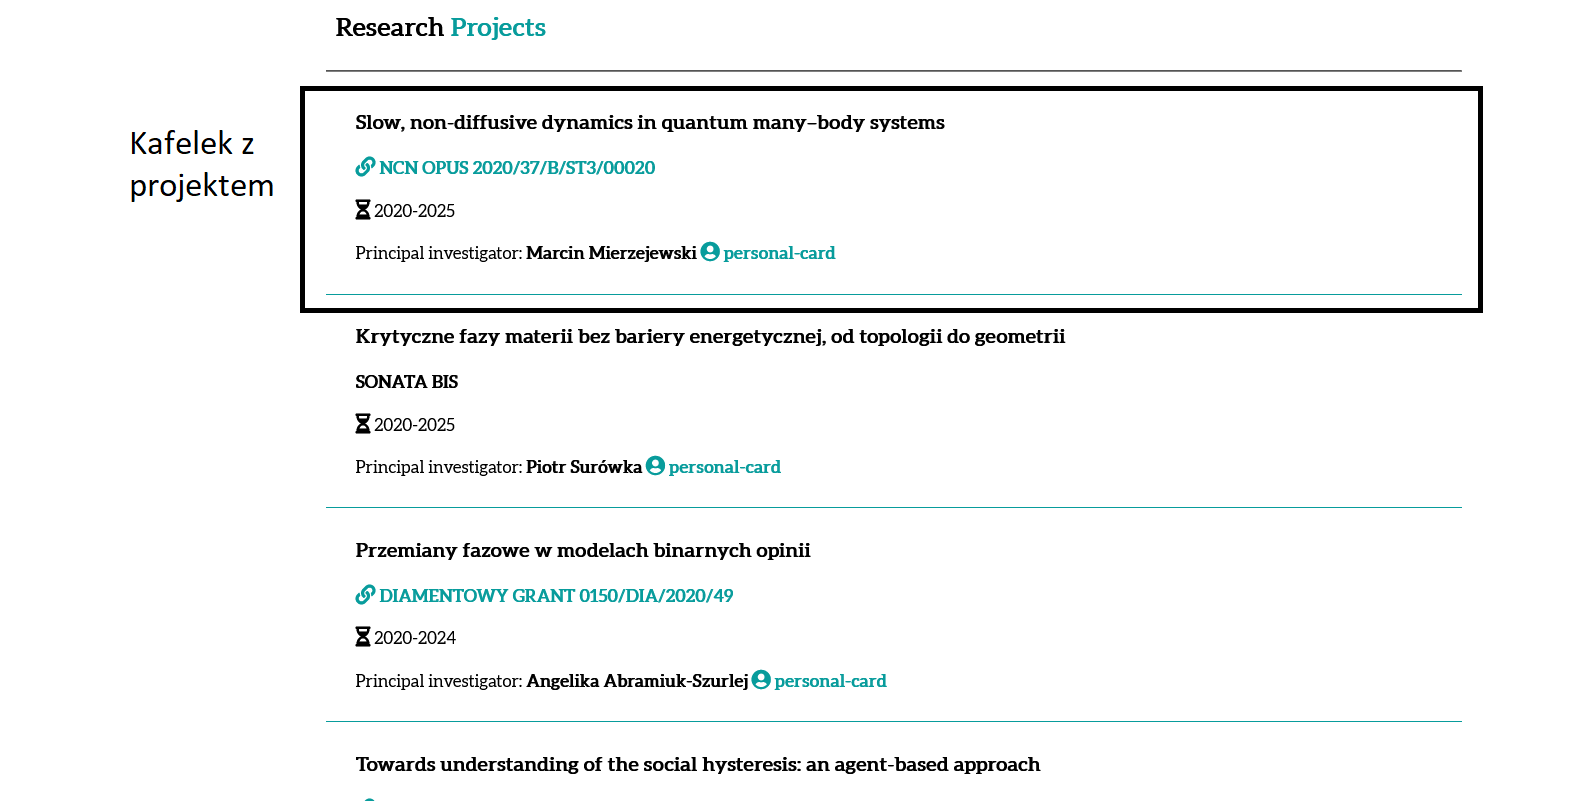 Research Projects
Kafelek z
projektem
Slow, non-diffusive dynamics in quantum many–body systems
NCN OPUS 2020/37/B/ST3/00020
2020-2025
Principal investigator: Marcin Mierzejewski personal-card
Krytyczne fazy materii bez bariery energetycznej, od topologii do geometrii
SONATA BIS
2020-2025
Principal investigator: Piotr Surówka personal-card
Przemiany fazowe w modelach binarnych opinii
DIAMENTOWY GRANT 0150/DIA/2020/49
2020-2024
Principal investigator: Angelika Abramiuk-Szurlej personal-card
Towards understanding of the social hysteresis: an agent-based approach